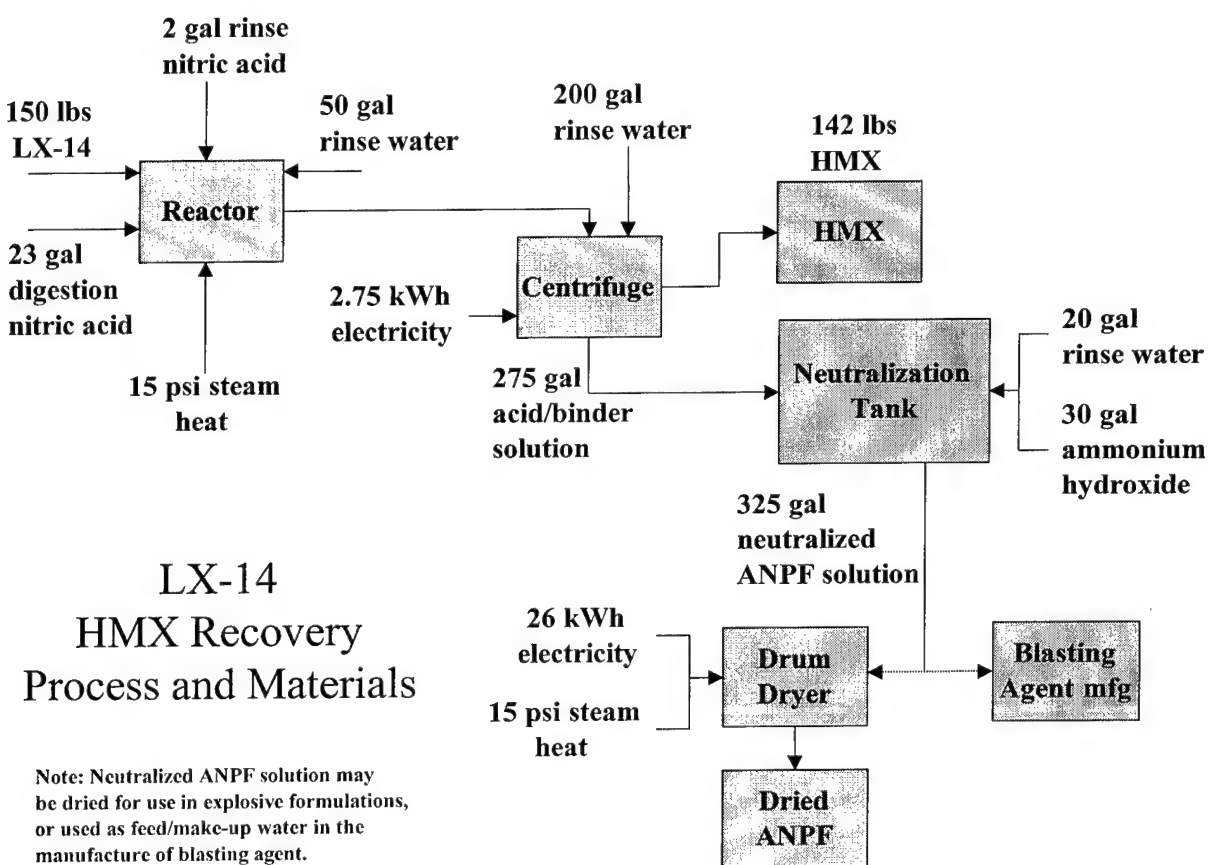 2 gal rinse
nitric acid
150 lbs
LX-14
50 gal
rinse water
200 gal
rinse water
142 lbs
HMX
Reactor
HMX
23 gal
digestion
nitric acid
2.75 kWh
electricity
Centrifuge
15 psi steam
heat
275 gal
acid/binder
solution
Neutralization
Tank
20 gal
rinse water
30 gal
ammonium
hydroxide
325 gal
neutralized
ANPF solution
LX-14
HMX Recovery
Process and Materials
26 kWh
electricity
15 psi steam
heat
Drum
Dryer
Blasting
Agent mfg
Dried
ANPF
Note: Neutralized ANPF solution may
be dried for use in explosive formulations,
or used as feed/make-up water in the
manufacture of blasting agent.